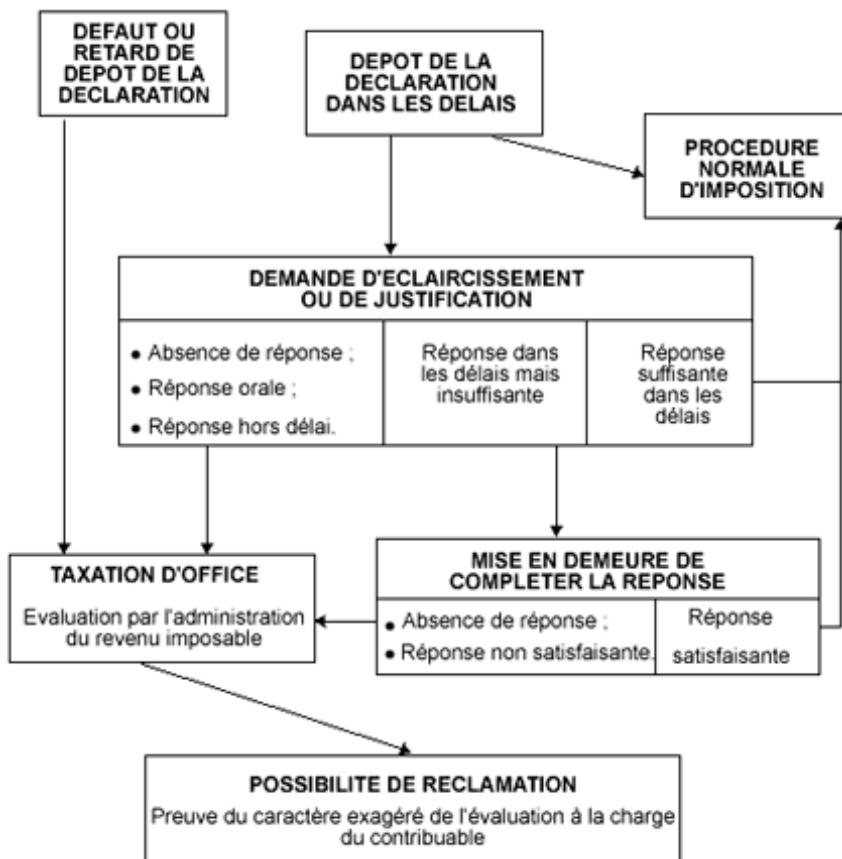 DEFAUT OU
RETARD DE
DEPOT DE LA
DECLARATION
DEPOT DE LA
DECLARATION
DANS LES DELAIS
PROCEDURE
NORMALE
D'IMPOSITION
DEMANDE D'ECLAIRCISSEMENT
OU DE JUSTIFICATION
• Absence de réponse ;
• Réponse orale ;
• Réponse hors délai.
Réponse dans
les délais mais
insuffisante
Réponse
suffisante
dans les
délais
TAXATION D'OFFICE
Evaluation par l'administration
du revenu imposable
MISE EN DEMEURE DE
COMPLETER LA REPONSE
• Absence de réponse ;
• Réponse non satisfaisante.
Réponse
satisfaisante
POSSIBILITE DE RECLAMATION
Preuve du caractère exagéré de l'évaluation à la charge
du contribuable